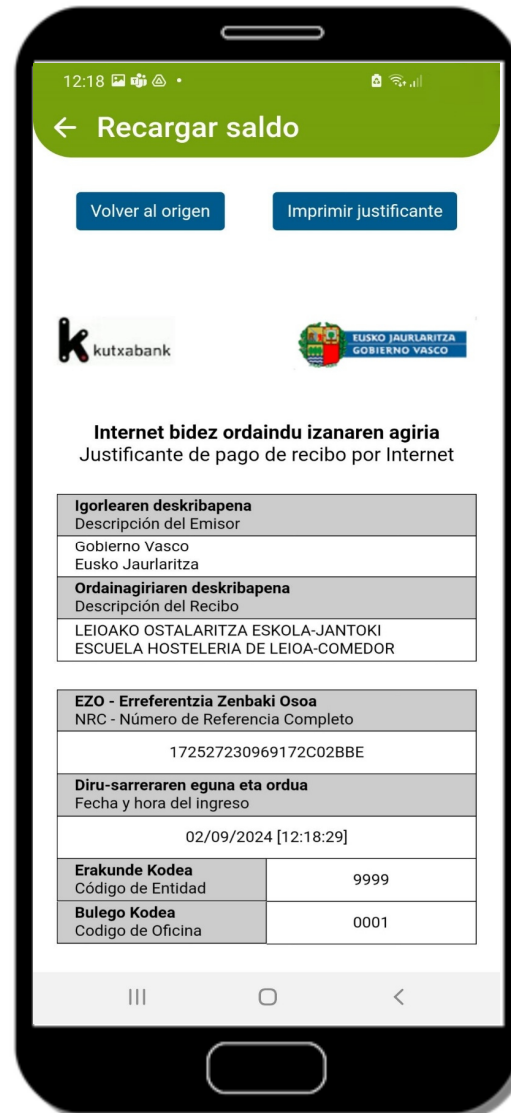 12:18
← Recargar saldo
Volver al origen
Imprimir justificante
kutxabank
EUSKO JAURLARITZA
GOBIERNO VASCO
Internet bidez ordaindu izanaren agiria
Justificante de pago de recibo por Internet
Igorlearen deskribapena
Descripción del Emisor
Gobierno Vasco
Eusko Jaurlaritza
Ordainagiriaren deskribapena
Descripción del Recibo
LEIOAKO OSTALARITZA ESKOLA-JANTOKI
ESCUELA HOSTELERIA DE LEIOA-COMEDOR
EZO - Erreferentzia Zenbaki Osoa
NRC - Número de Referencia Completo
172527230969172C02BBE
Diru-sarreraren eguna eta ordua
Fecha y hora del ingreso
02/09/2024 [12:18:29]
Erakunde Kodea
Código de Entidad
9999
Bulego Kodea
Codigo de Oficina
0001